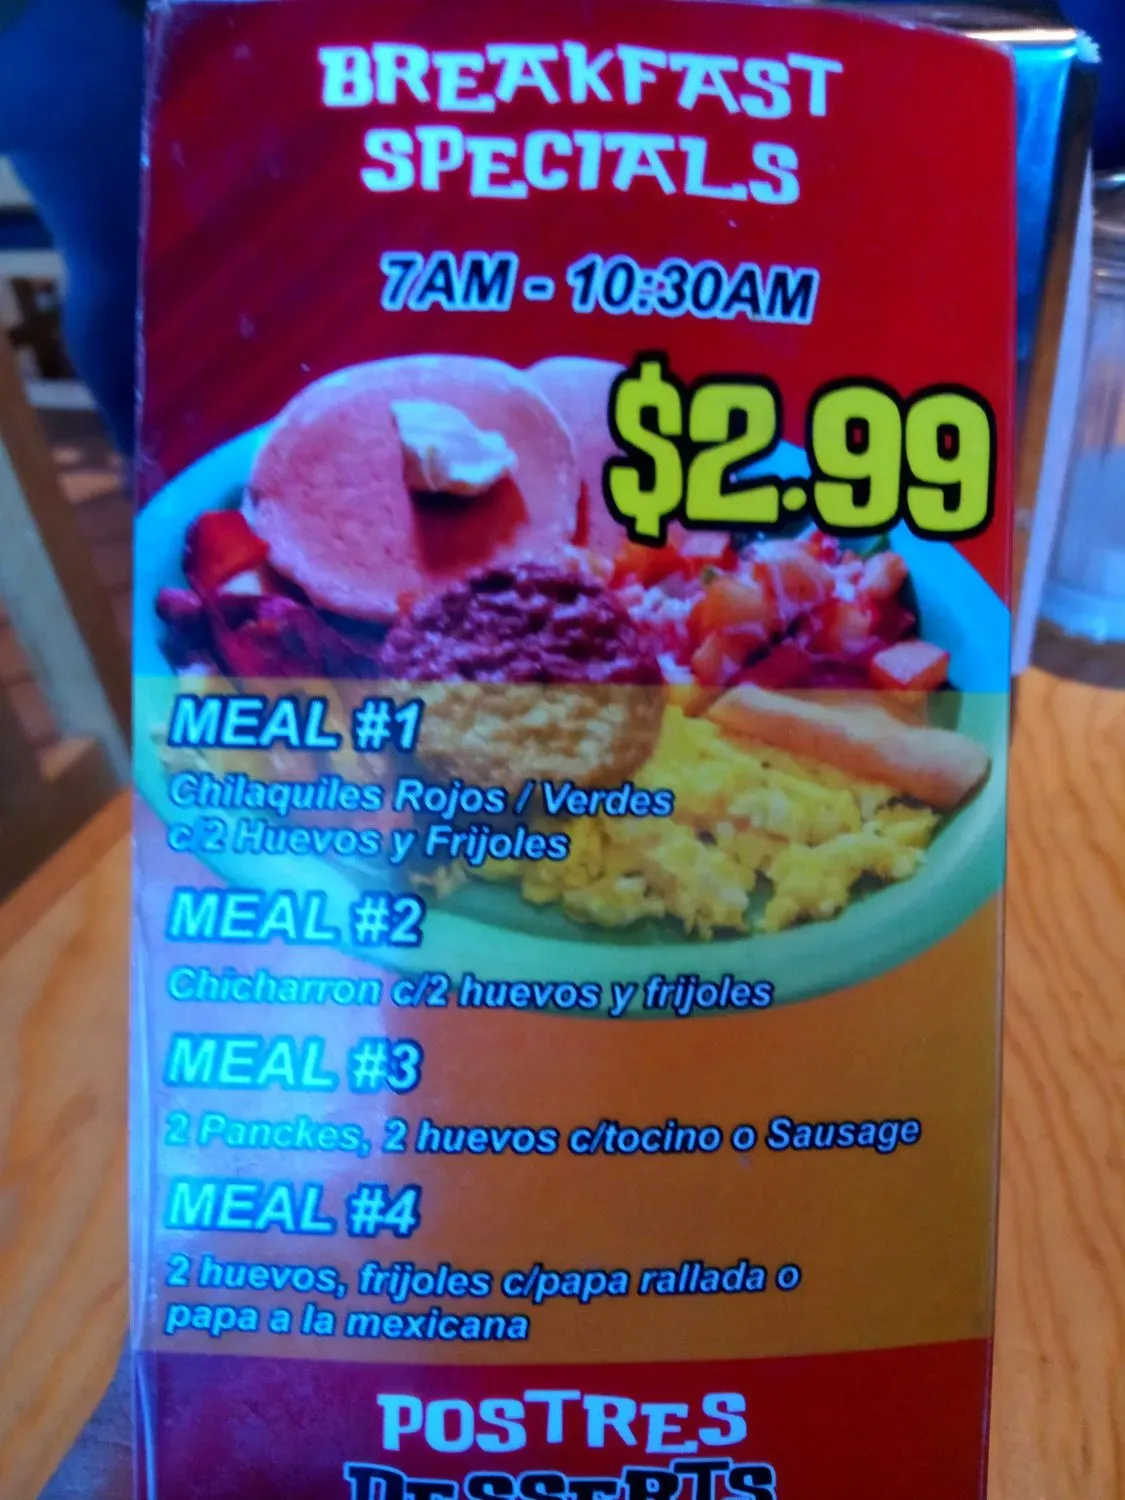 BREAKFAST
SPECIALS
7AM - 10:30AM
$2.99
MEAL #1
Chilaquiles Rojos / Verdes
c/2 Huevos y Frijoles
MEAL #2
Chicharron c/2 huevos y frijoles
MEAL #3
2 Panckes, 2 huevos c/tocino o Sausage
MEAL #4
2 huevos, frijoles c/papa rallada o
papa a la mexicana
POSTRES
DESSERTS